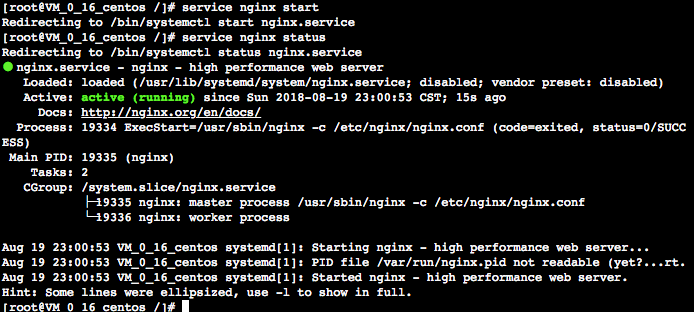 [root@VM_0_16_centos /]# service nginx start
Redirecting to /bin/systemctl start nginx.service
[root@VM_0_16_centos /]# service nginx status
Redirecting to /bin/systemctl status nginx.service
● nginx.service - nginx - high performance web server
   Loaded: loaded (/usr/lib/systemd/system/nginx.service; disabled; vendor preset: disabled)
   Active: active (running) since Sun 2018-08-19 23:00:53 CST; 15s ago
     Docs: http://nginx.org/en/docs/
  Process: 19334 ExecStart=/usr/sbin/nginx -c /etc/nginx/nginx.conf (code=exited, status=0/SUCC
ESS)
 Main PID: 19335 (nginx)
    Tasks: 2
   CGroup: /system.slice/nginx.service
           ├─19335 nginx: master process /usr/sbin/nginx -c /etc/nginx/nginx.conf
           └─19336 nginx: worker process

Aug 19 23:00:53 VM_0_16_centos systemd[1]: Starting nginx - high performance web server...
Aug 19 23:00:53 VM_0_16_centos systemd[1]: PID file /var/run/nginx.pid not readable (yet?...rt.
Aug 19 23:00:53 VM_0_16_centos systemd[1]: Started nginx - high performance web server.
Hint: Some lines were ellipsized, use -l to show in full.
[root@VM_0_16_centos /]#